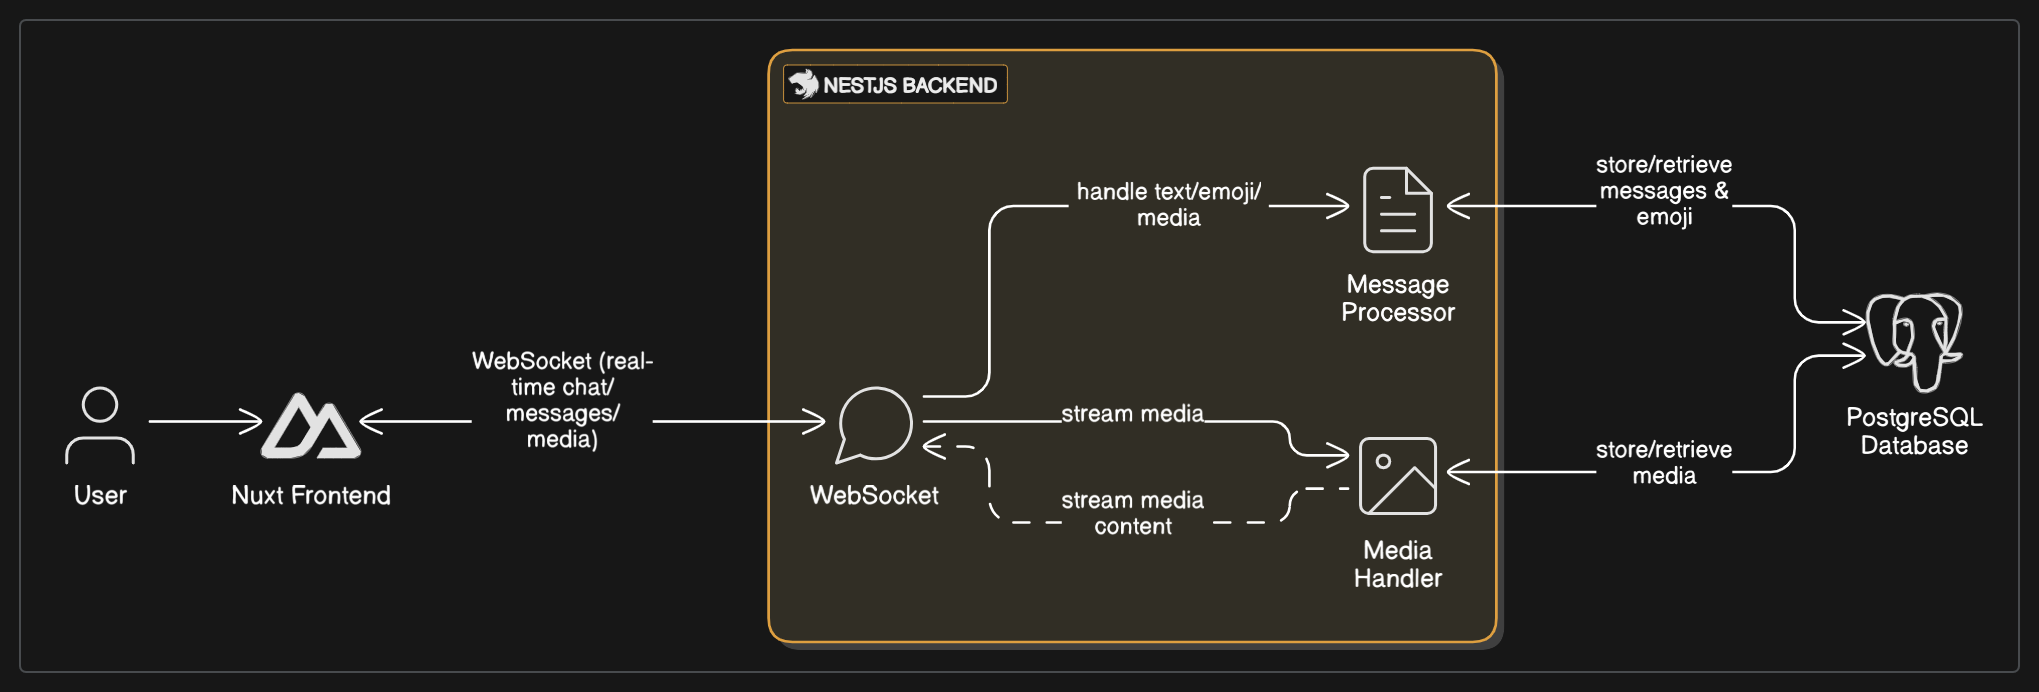 NESTJS BACKEND
store/retrieve
messages &
emoji
handle text/emoji/
media
Message
Processor
WebSocket (real-
time chat/
messages/
media)
stream media
PostgreSQL
Database
store/retrieve
media
User
Nuxt Frontend
WebSocket
stream media
content
Media
Handler